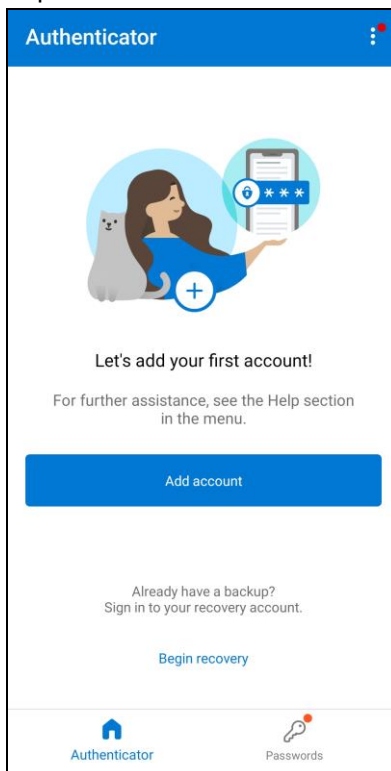 Authenticator
* * *
Let's add your first account!
For further assistance, see the Help section
in the menu.
Add account
Already have a backup?
Sign in to your recovery account.
Begin recovery
Authenticator
Passwords